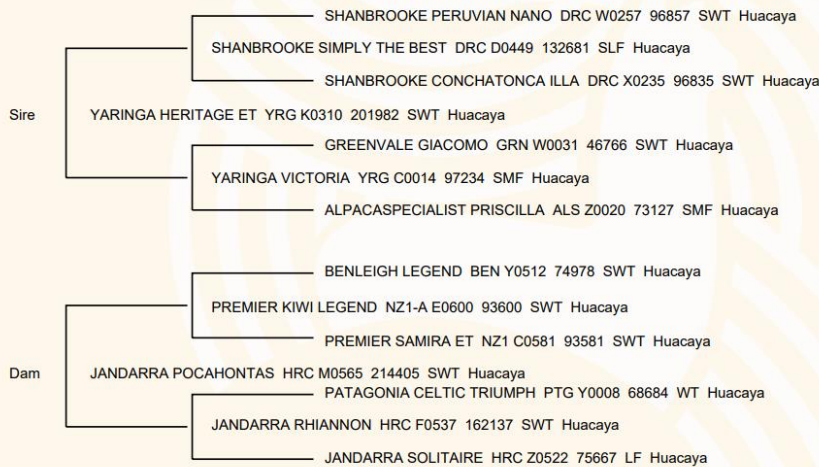 SHANBROOKE PERUVIAN NANO DRC W0257 96857 SWT Huacaya
SHANBROOKE SIMPLY THE BEST DRC D0449 132681 SLF Huacaya
SHANBROOKE CONCHATONCA ILLA DRC X0235 96835 SWT Huacaya
Sire YARINGA HERITAGE ET YRG K0310 201982 SWT Huacaya
GREENVALE GIACOMO GRN W0031 46766 SWT Huacaya
YARINGA VICTORIA YRG C0014 97234 SMF Huacaya
ALPACASPECIALIST PRISCILLA ALS Z0020 73127 SMF Huacaya
BENLEIGH LEGEND BEN Y0512 74978 SWT Huacaya
PREMIER KIWI LEGEND NZ1-A E0600 93600 SWT Huacaya
PREMIER SAMIRA ET NZ1 C0581 93581 SWT Huacaya
Dam JANDARRA POCAHONTAS HRC M0565 214405 SWT Huacaya
PATAGONIA CELTIC TRIUMPH PTG Y0008 68684 WT Huacaya
JANDARRA RHIANNON HRC F0537 162137 SWT Huacaya
JANDARRA SOLITAIRE HRC Z0522 75667 LF Huacaya